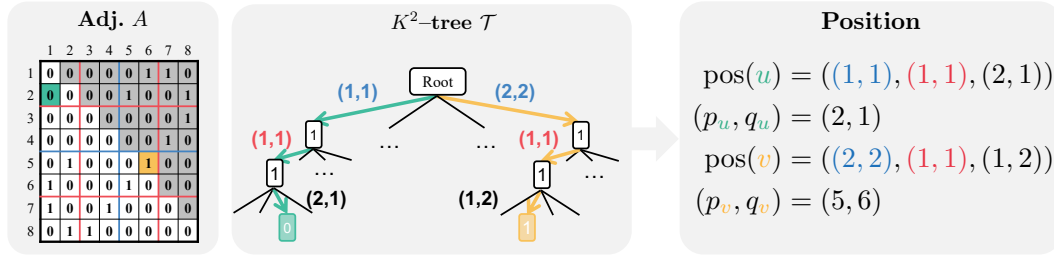 Adj. A
1 2 3 4 5 6 7 8
1 0 0 0 0 0 1 1 0
2 0 0 0 0 1 0 0 1
3 0 0 0 0 0 0 0 1
4 0 0 0 0 0 0 1 0
5 0 1 0 0 0 1 0 0
6 1 0 0 0 1 0 0 0
7 1 0 0 1 0 0 0 0
8 0 1 1 0 0 0 0 0
K²–tree 𝒯
Root
(1,1) (2,2)
1 ... ... 1
(1,1) (1,1)
1 ... 1 ...
(2,1) (1,2)
0 1
Position
pos(u) = ((1, 1), (1, 1), (2, 1))
(pᵤ, qᵤ) = (2, 1)
pos(v) = ((2, 2), (1, 1), (1, 2))
(pᵥ, qᵥ) = (5, 6)